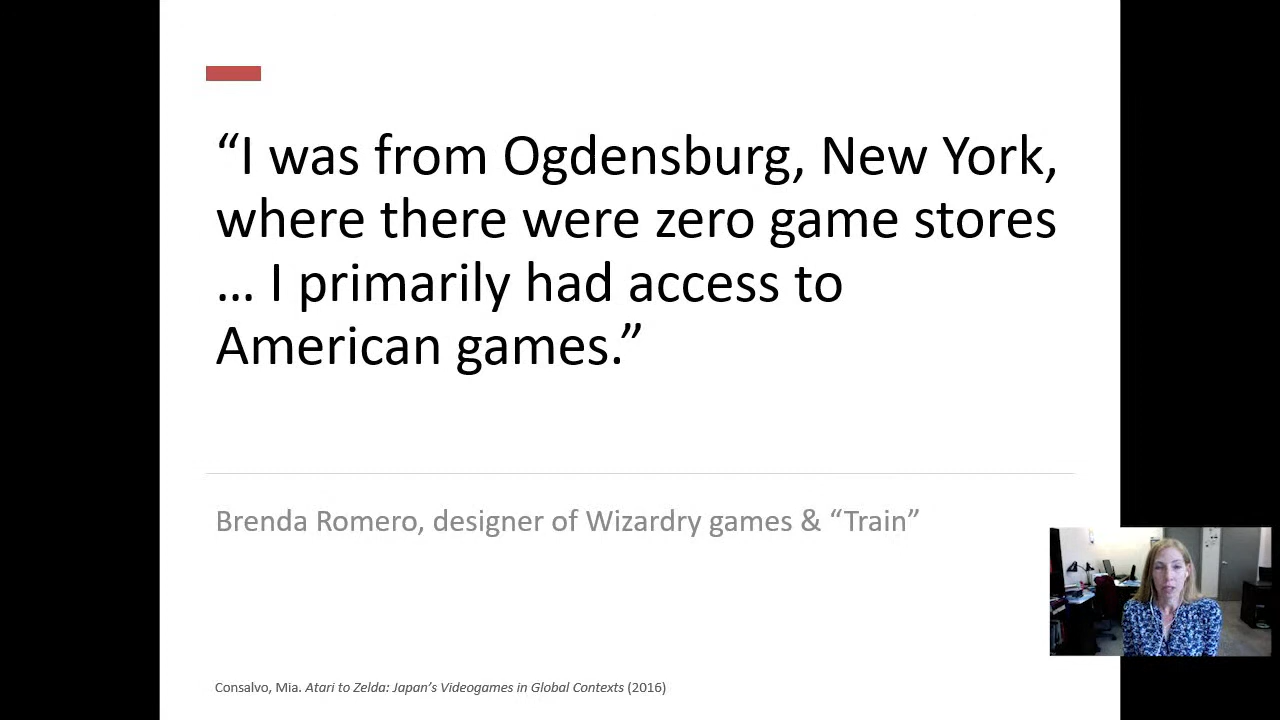 “I was from Ogdensburg, New York,
where there were zero game stores
… I primarily had access to
American games.”
Brenda Romero, designer of Wizardry games & “Train”
Consalvo, Mia. Atari to Zelda: Japan’s Videogames in Global Contexts (2016)